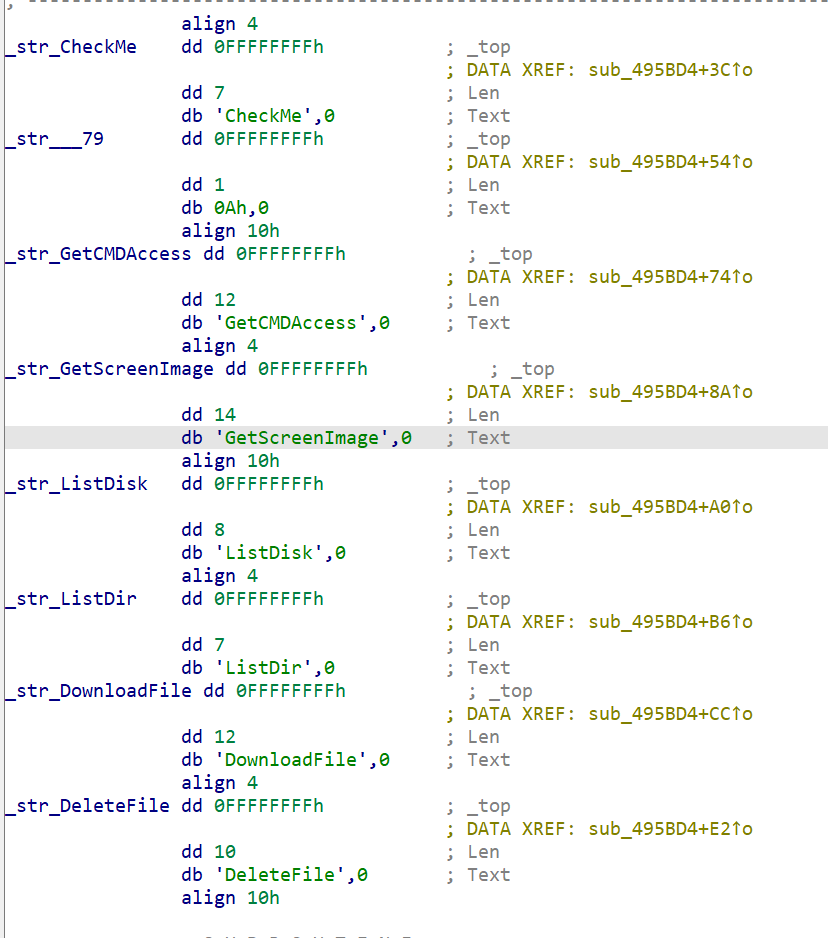 ; ---------------------------------------------------------------------------
align 4
_str_CheckMe dd 0FFFFFFFFh ; _top
; DATA XREF: sub_495BD4+3C↑o
dd 7 ; Len
db 'CheckMe',0 ; Text
_str___79 dd 0FFFFFFFFh ; _top
; DATA XREF: sub_495BD4+54↑o
dd 1 ; Len
db 0Ah,0 ; Text
align 10h
_str_GetCMDAccess dd 0FFFFFFFFh ; _top
; DATA XREF: sub_495BD4+74↑o
dd 12 ; Len
db 'GetCMDAccess',0 ; Text
align 4
_str_GetScreenImage dd 0FFFFFFFFh ; _top
; DATA XREF: sub_495BD4+8A↑o
dd 14 ; Len
db 'GetScreenImage',0 ; Text
align 10h
_str_ListDisk dd 0FFFFFFFFh ; _top
; DATA XREF: sub_495BD4+A0↑o
dd 8 ; Len
db 'ListDisk',0 ; Text
align 4
_str_ListDir dd 0FFFFFFFFh ; _top
; DATA XREF: sub_495BD4+B6↑o
dd 7 ; Len
db 'ListDir',0 ; Text
_str_DownloadFile dd 0FFFFFFFFh ; _top
; DATA XREF: sub_495BD4+CC↑o
dd 12 ; Len
db 'DownloadFile',0 ; Text
align 4
_str_DeleteFile dd 0FFFFFFFFh ; _top
; DATA XREF: sub_495BD4+E2↑o
dd 10 ; Len
db 'DeleteFile',0 ; Text
align 10h